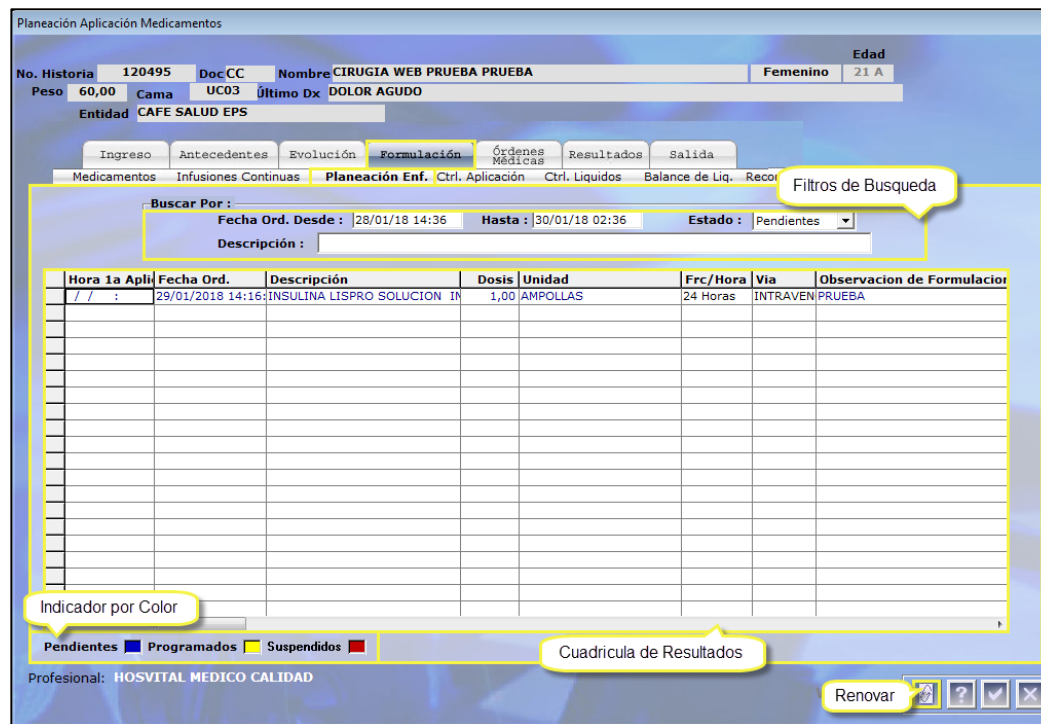 Planeación Aplicación Medicamentos
Edad
No. Historia 120495 Doc CC Nombre CIRUGIA WEB PRUEBA PRUEBA Femenino 21 A
Peso 60,00 Cama UC03 Último Dx DOLOR AGUDO
Entidad CAFE SALUD EPS
Ingreso Antecedentes Evolución Formulación Órdenes Médicas Resultados Salida
Medicamentos Infusiones Continuas Planeación Enf. Ctrl. Aplicación Ctrl. Liquidos Balance de Liq. Recon
Filtros de Busqueda
Buscar Por :
Fecha Ord. Desde : 28/01/18 14:36 Hasta : 30/01/18 02:36 Estado : Pendientes
Descripción :
Hora 1a Apli Fecha Ord. Descripción Dosis Unidad Frc/Hora Via Observacion de Formulacion
/ / : 29/01/2018 14:16: INSULINA LISPRO SOLUCION IN 1,00 AMPOLLAS 24 Horas INTRAVEN PRUEBA
Indicador por Color
Pendientes Programados Suspendidos
Cuadricula de Resultados
Profesional: HOSVITAL MEDICO CALIDAD
Renovar ?